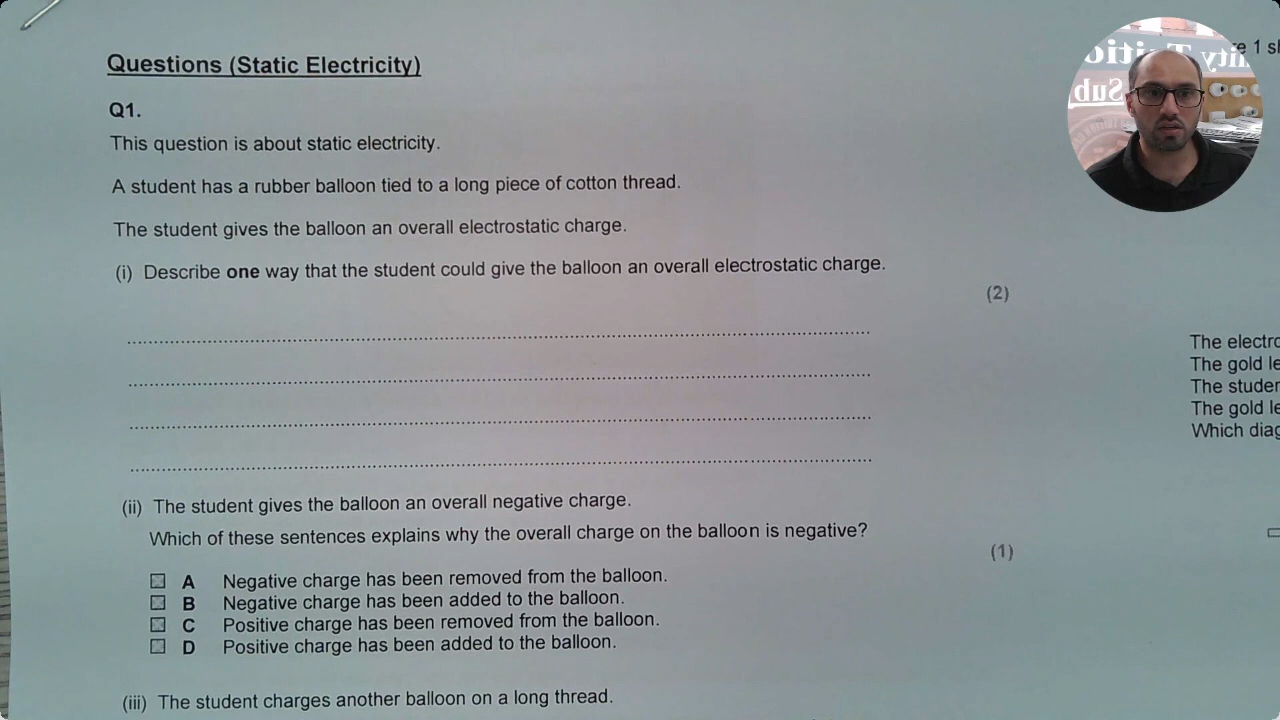 Questions (Static Electricity)
Q1.
This question is about static electricity.
A student has a rubber balloon tied to a long piece of cotton thread.
The student gives the balloon an overall electrostatic charge.
(i) Describe one way that the student could give the balloon an overall electrostatic charge.
(2)
(ii) The student gives the balloon an overall negative charge.
Which of these sentences explains why the overall charge on the balloon is negative?
(1)
A Negative charge has been removed from the balloon.
B Negative charge has been added to the balloon.
C Positive charge has been removed from the balloon.
D Positive charge has been added to the balloon.
(iii) The student charges another balloon on a long thread.
The electro
The gold le
The studen
The gold le
Which diag
Sub